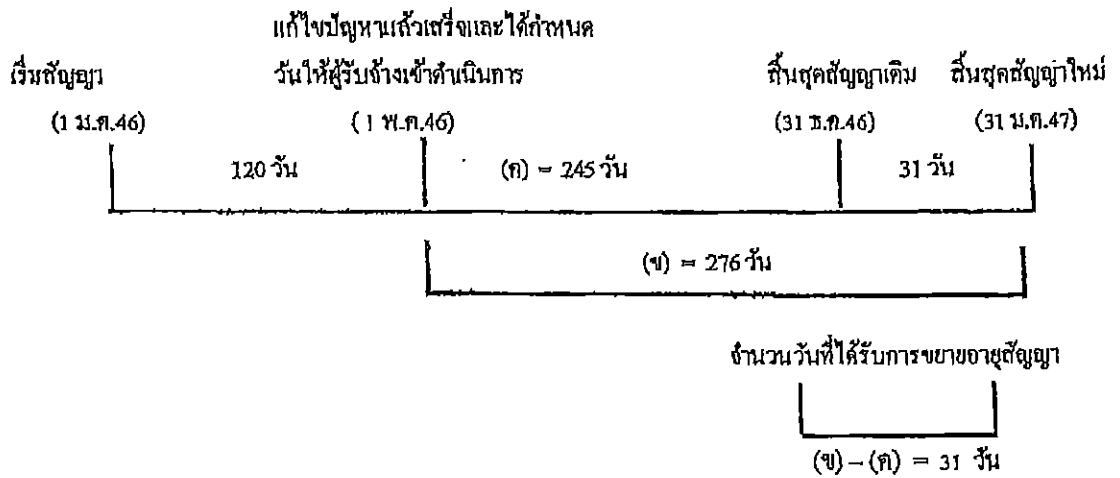 แก้ไขปัญหาแล้วเสร็จและได้กำหนด
เริ่มสัญญา วันให้ผู้รับจ้างเข้าดำเนินการ สิ้นสุดสัญญาเดิม สิ้นสุดสัญญาใหม่
(1 ม.ค.46) (1 พ.ค.46) (31 ธ.ค.46) (31 ม.ค.47)
120 วัน (ค) = 245 วัน 31 วัน
(ข) = 276 วัน
จำนวนวันที่ได้รับการขยายอายุสัญญา
(ข) – (ค) = 31 วัน